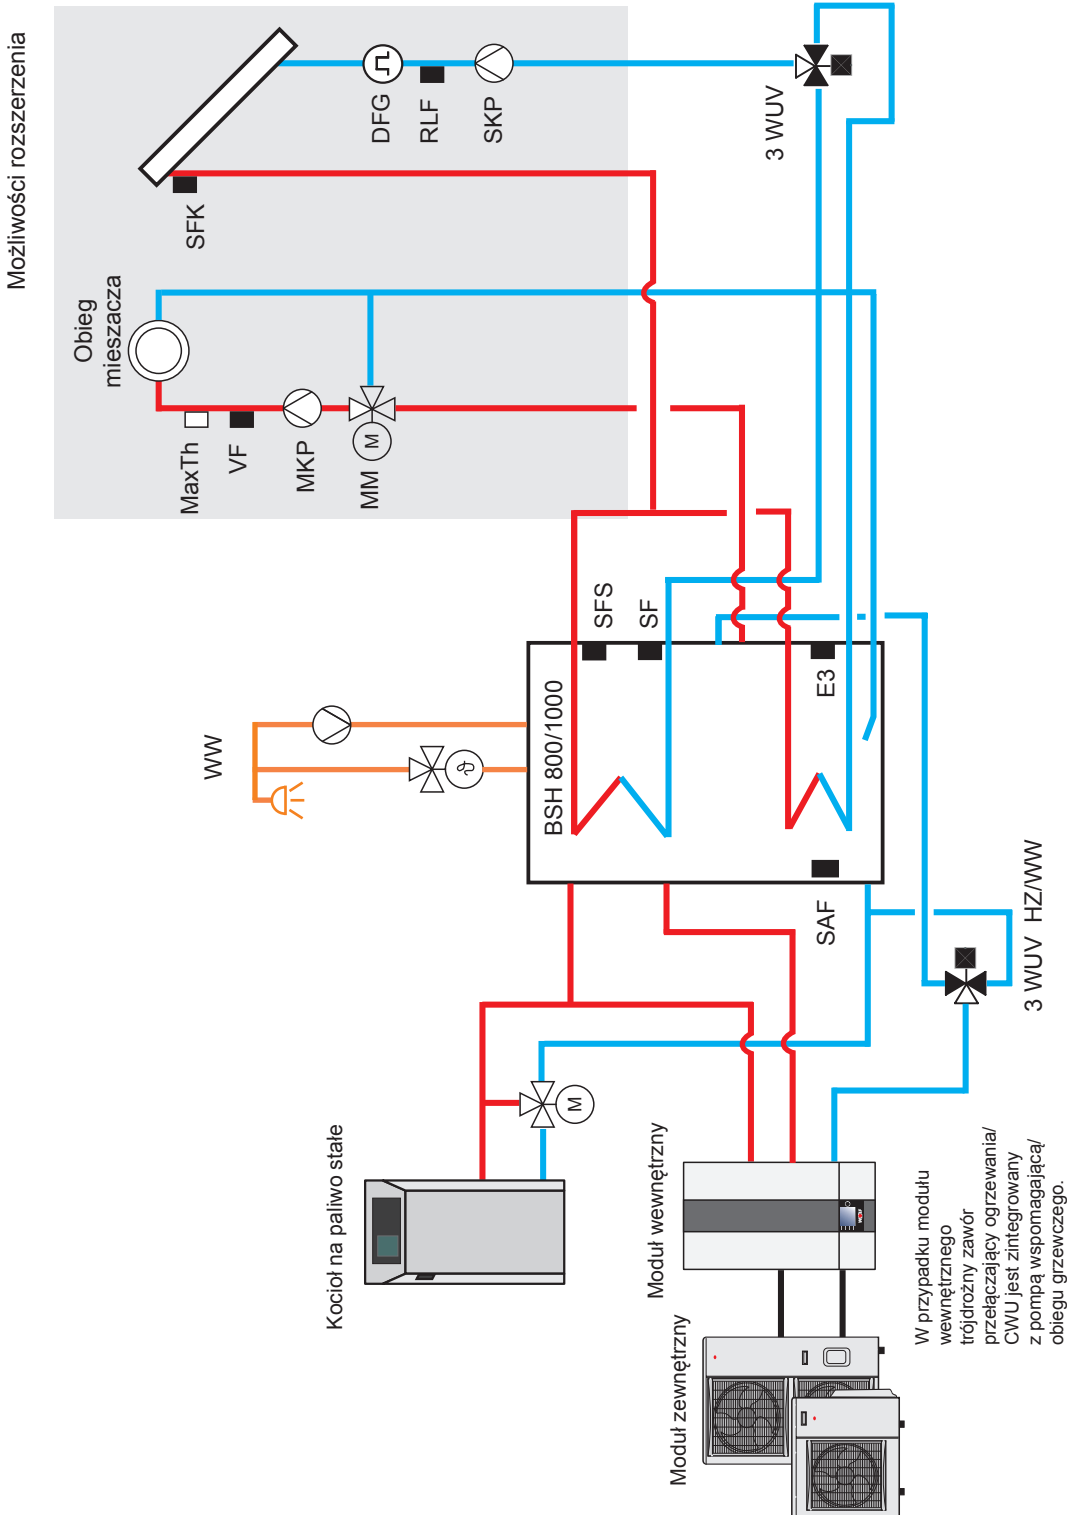 Możliwości rozszerzenia
Obieg
mieszacza
MaxTh
VF
MKP
MM
M
SFK
DFG
RLF
SKP
3 WUV
WW
BSH 800/1000
SFS
SF
E3
SAF
3 WUV HZ/WW
Kocioł na paliwo stałe
M
Moduł wewnętrzny
Moduł zewnętrzny
W przypadku modułu
wewnętrznego
trójdrożny zawór
przełączający ogrzewania/
CWU jest zintegrowany
z pompą wspomagającą/
obiegu grzewczego.